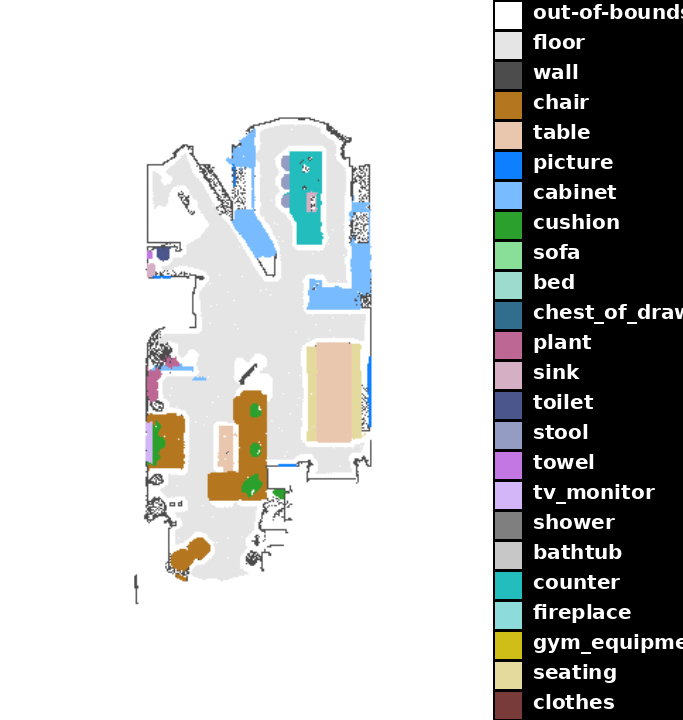 out-of-bounds
floor
wall
chair
table
picture
cabinet
cushion
sofa
bed
chest_of_draw
plant
sink
toilet
stool
towel
tv_monitor
shower
bathtub
counter
fireplace
gym_equipme
seating
clothes